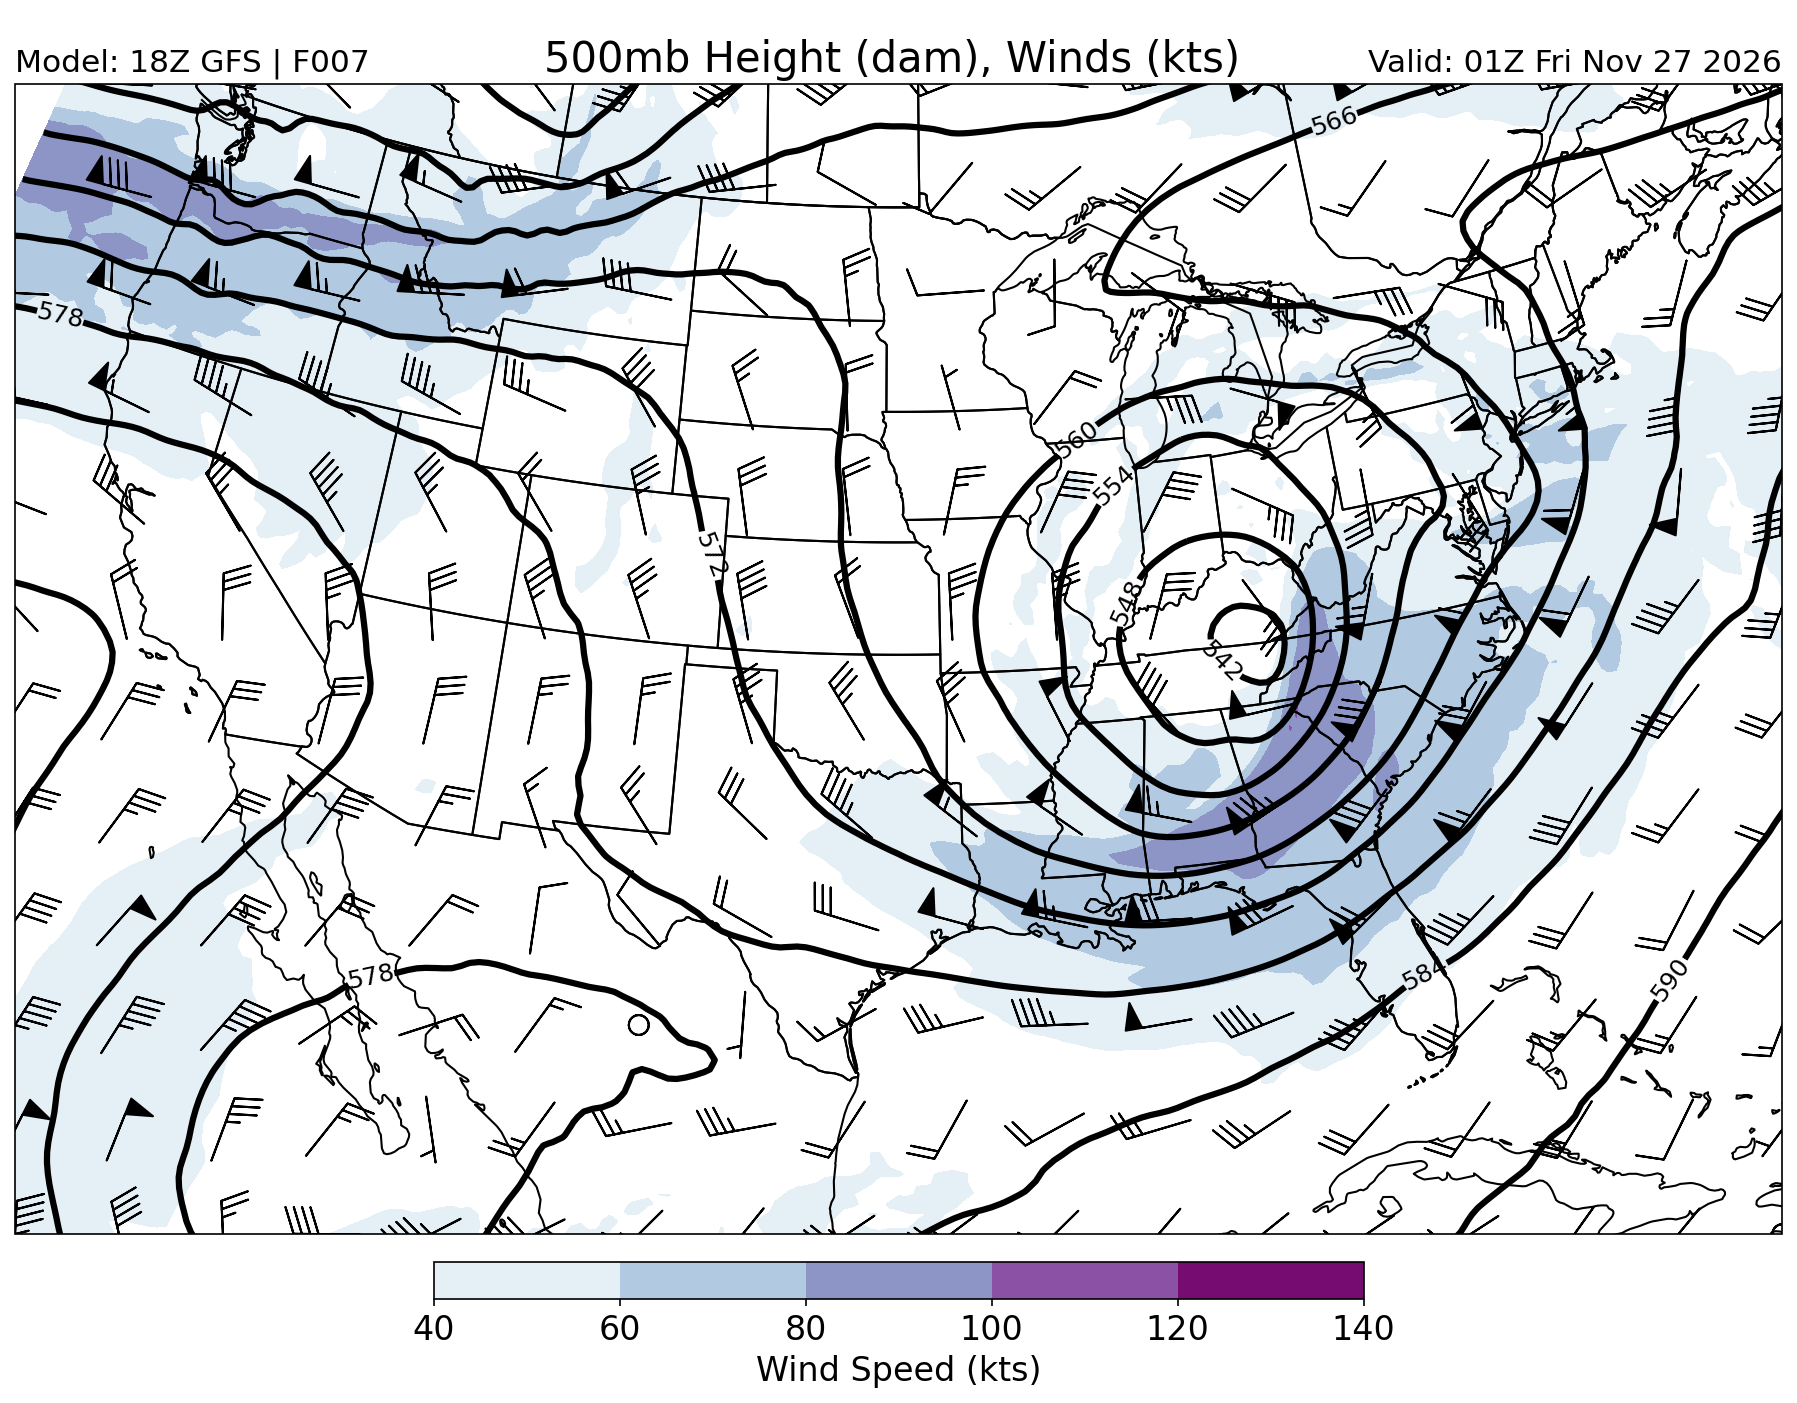 Model: 18Z GFS | F007
500mb Height (dam), Winds (kts)
Valid: 01Z Fri Nov 27 2026
566
578
560
554
572
548
542
578
584
590
40 60 80 100 120 140
Wind Speed (kts)